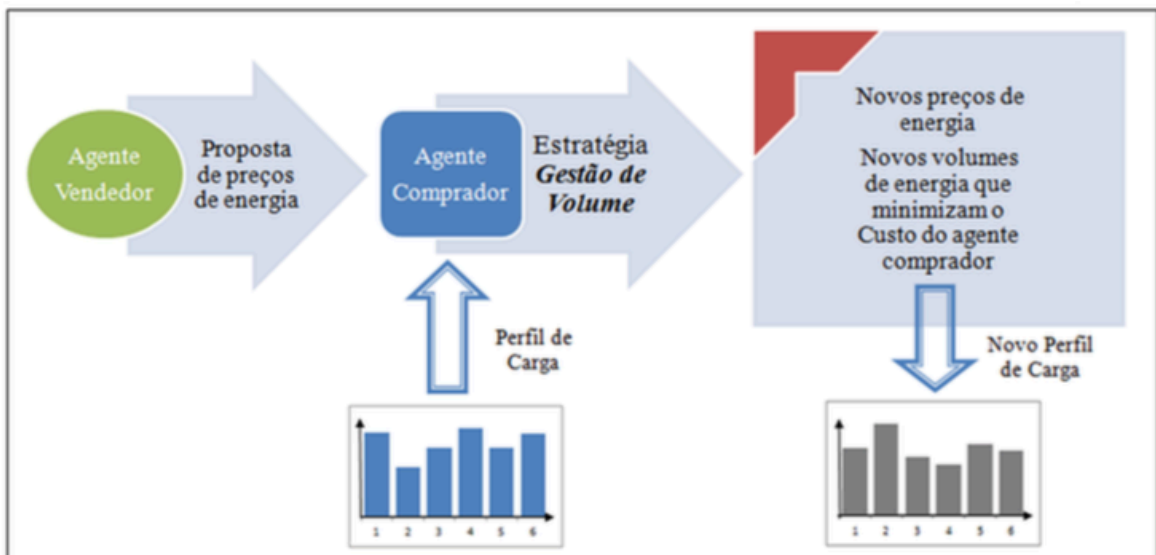 Agente
Vendedor
Proposta
de preços
de energia
Agente
Comprador
Estratégia
Gestão de
Volume
Novos preços de
energia
Novos volumes
de energia que
minimizam o
Custo do agente
comprador
Perfil de
Carga
Novo Perfil
de Carga
1 2 3 4 5 6
1 2 3 4 5 6